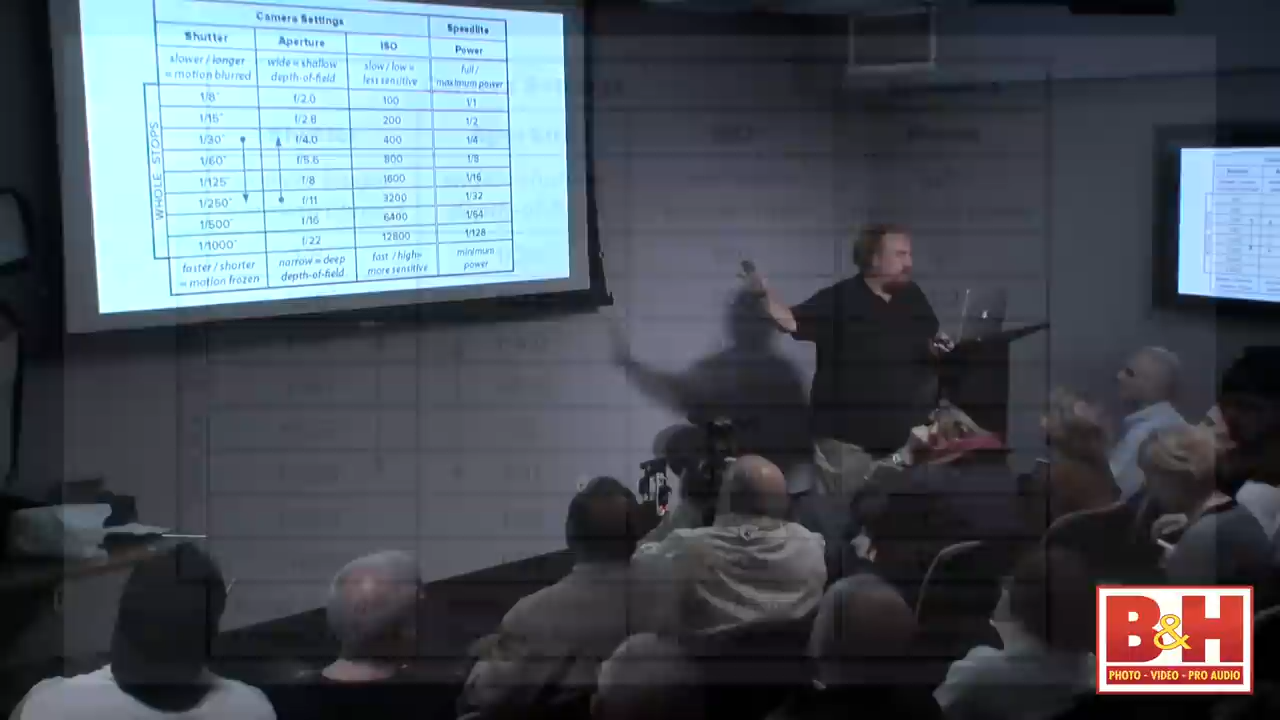 Camera Settings Speedlite
Shutter Aperture ISO Power
slower / longer = motion blurred wide = shallow depth-of-field slow / low = less sensitive full / maximum power
WHOLE STOPS
1/8" f/2.0 100 1/1
1/15" f/2.8 200 1/2
1/30" f/4.0 400 1/4
1/60" f/5.6 800 1/8
1/125" f/8 1600 1/16
1/250" f/11 3200 1/32
1/500" f/16 6400 1/64
1/1000" f/22 12800 1/128
faster / shorter = motion frozen narrow = deep depth-of-field fast / high= more sensitive minimum power
B&H
PHOTO - VIDEO - PRO AUDIO